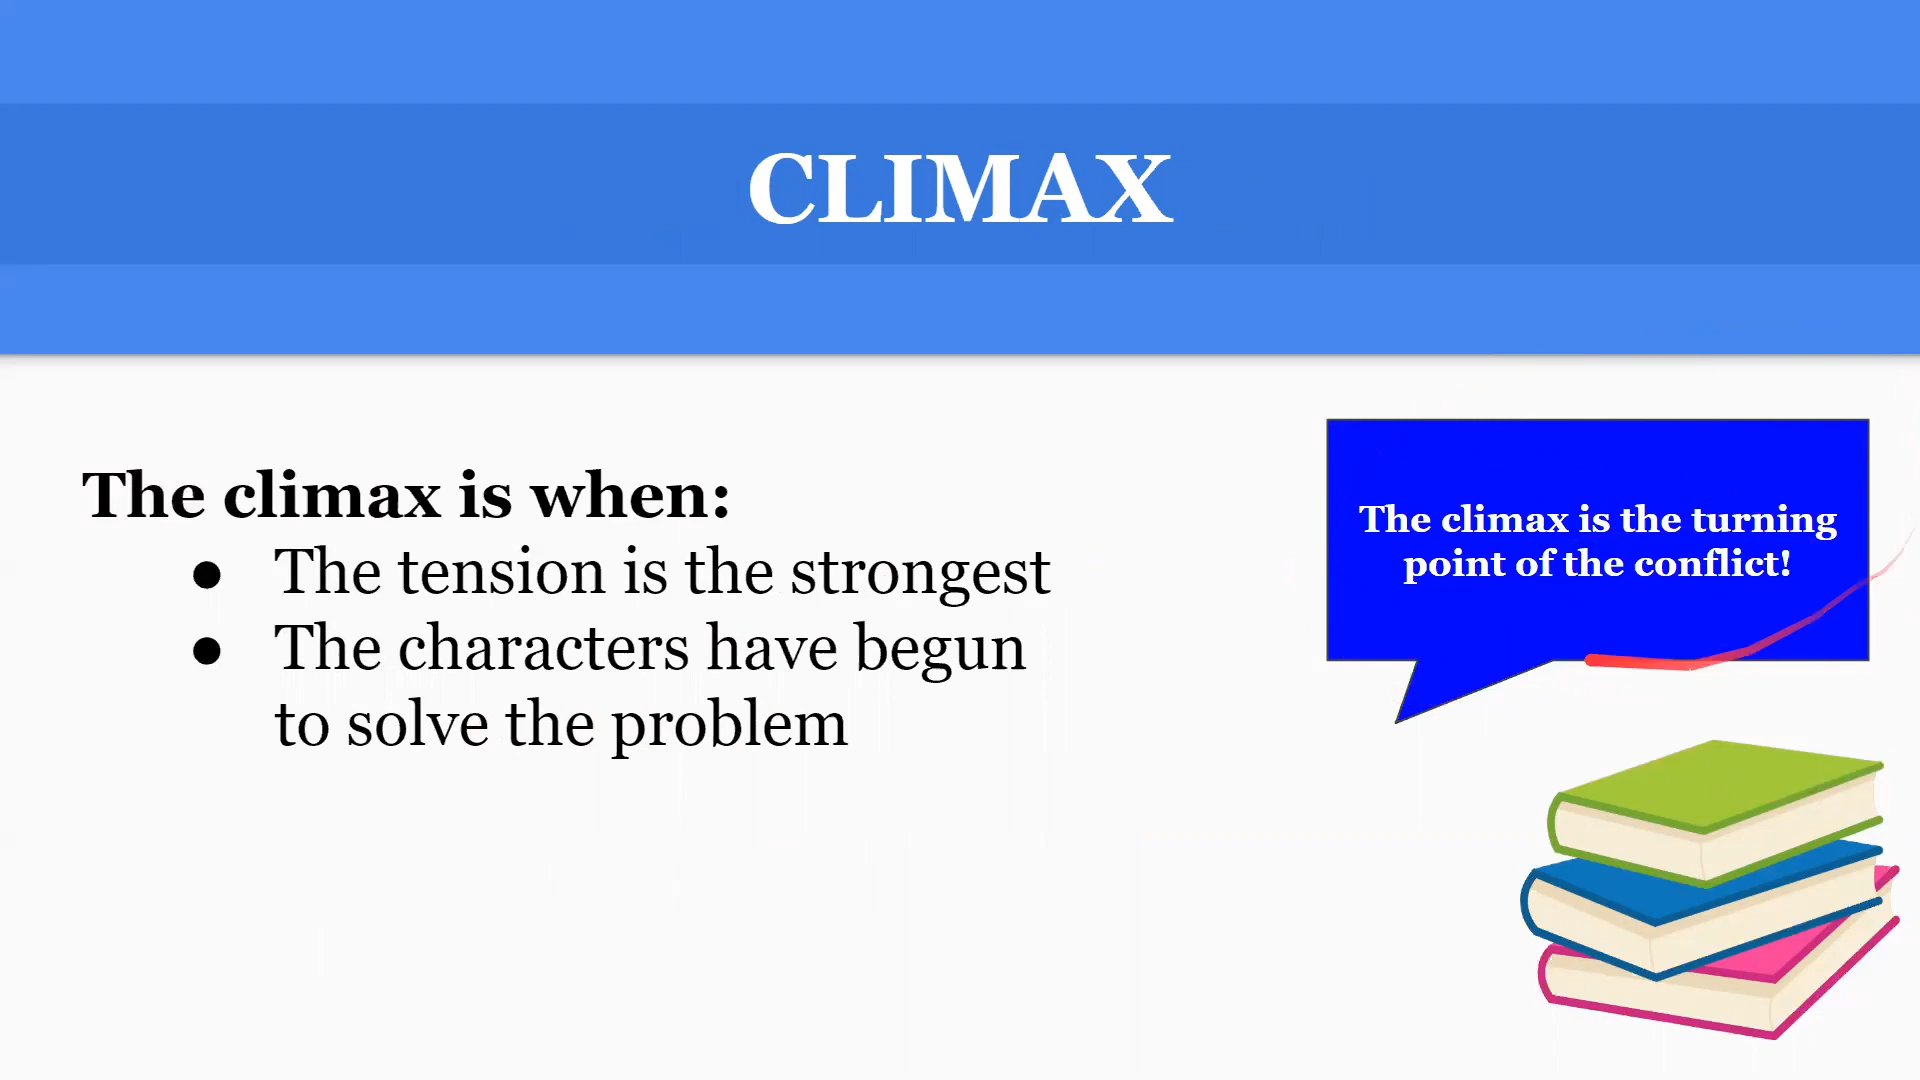 CLIMAX
The climax is when:
● The tension is the strongest
● The characters have begun
to solve the problem
The climax is the turning
point of the conflict!